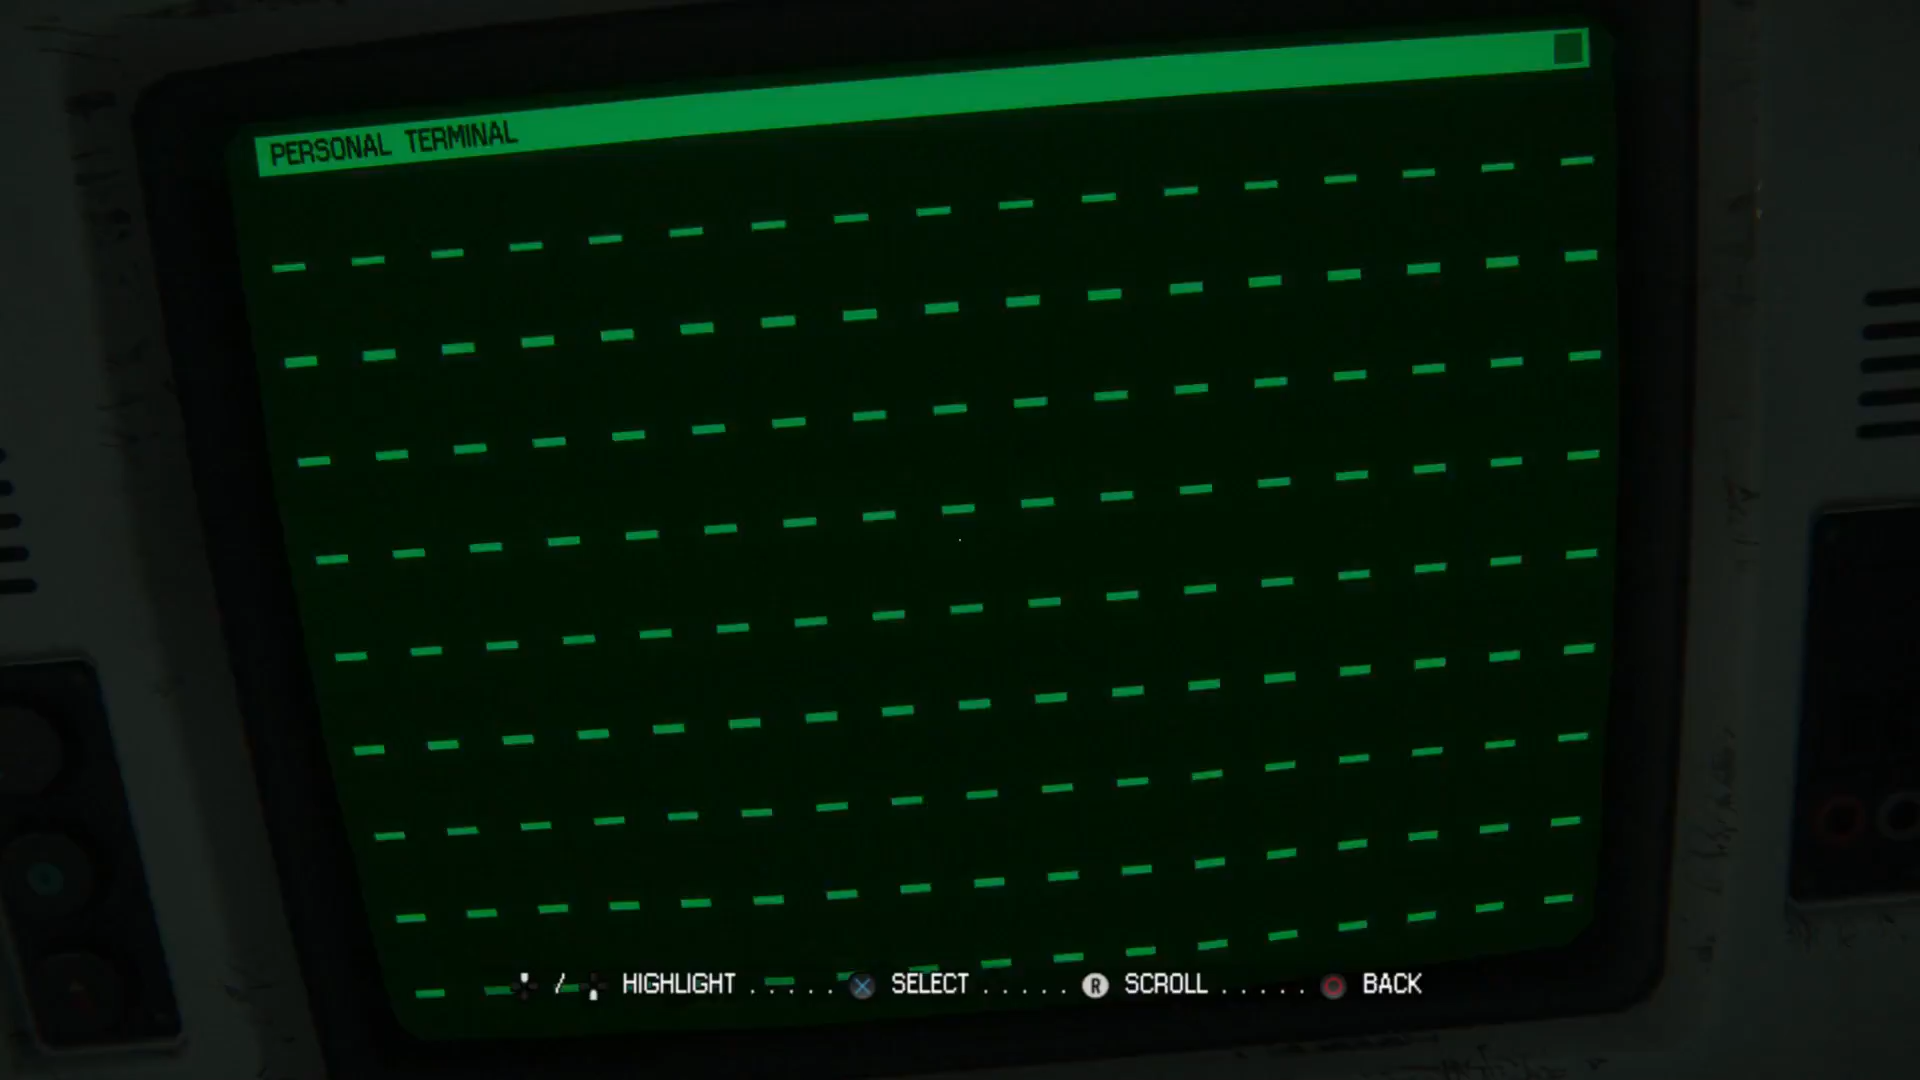 PERSONAL TERMINAL
/ HIGHLIGHT ..... SELECT ..... R SCROLL ..... BACK